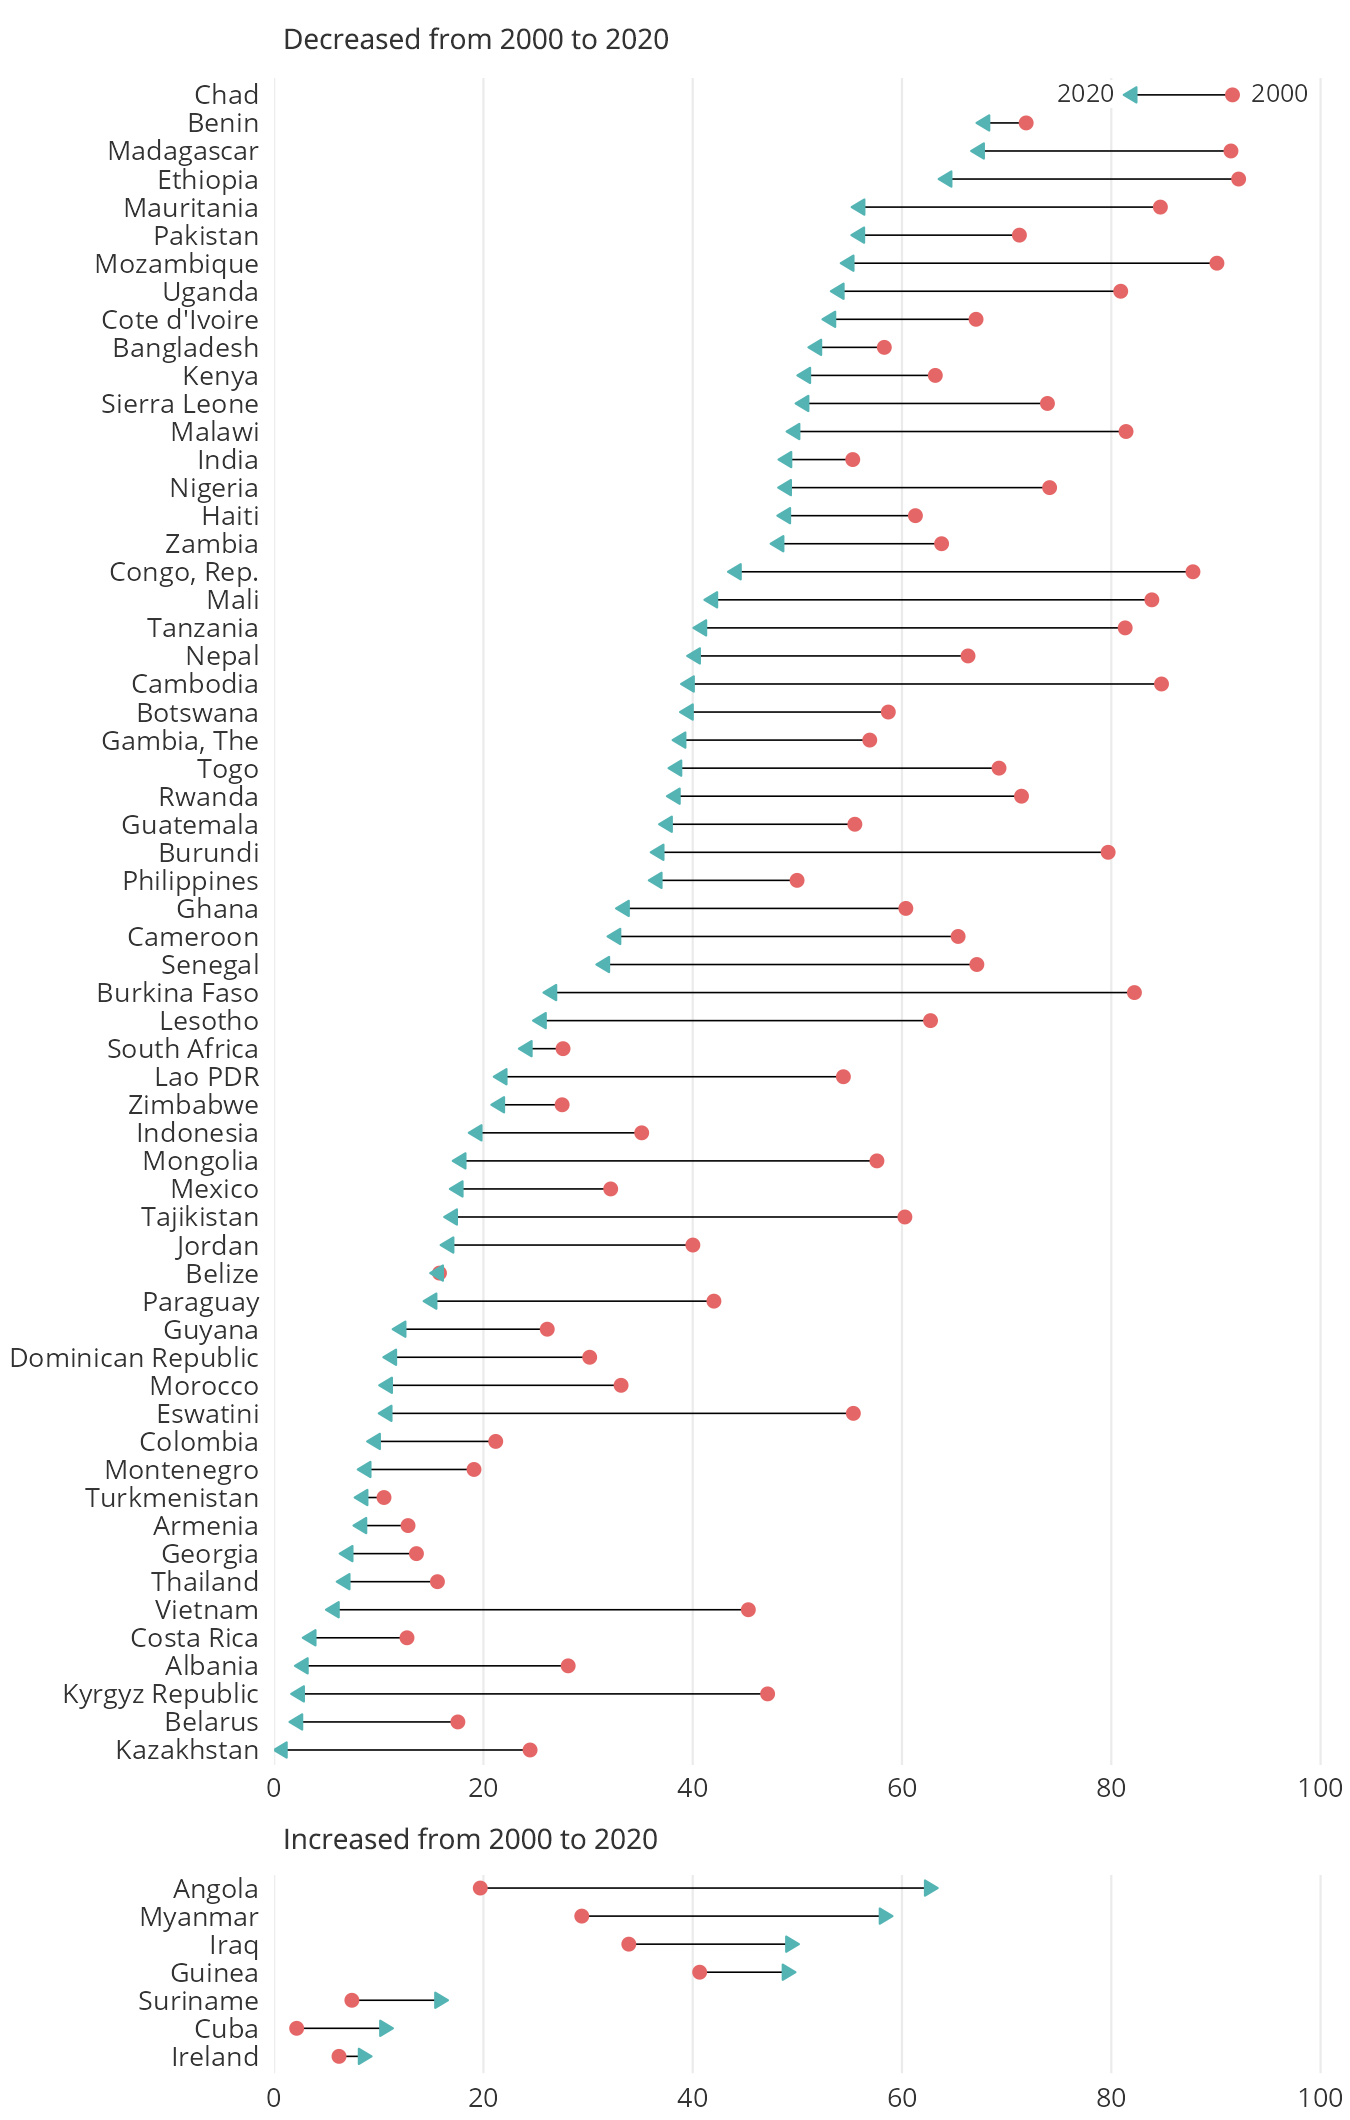 Decreased from 2000 to 2020
Chad 2020 2000
Benin
Madagascar
Ethiopia
Mauritania
Pakistan
Mozambique
Uganda
Cote d'Ivoire
Bangladesh
Kenya
Sierra Leone
Malawi
India
Nigeria
Haiti
Zambia
Congo, Rep.
Mali
Tanzania
Nepal
Cambodia
Botswana
Gambia, The
Togo
Rwanda
Guatemala
Burundi
Philippines
Ghana
Cameroon
Senegal
Burkina Faso
Lesotho
South Africa
Lao PDR
Zimbabwe
Indonesia
Mongolia
Mexico
Tajikistan
Jordan
Belize
Paraguay
Guyana
Dominican Republic
Morocco
Eswatini
Colombia
Montenegro
Turkmenistan
Armenia
Georgia
Thailand
Vietnam
Costa Rica
Albania
Kyrgyz Republic
Belarus
Kazakhstan
0 20 40 60 80 100
Increased from 2000 to 2020
Angola
Myanmar
Iraq
Guinea
Suriname
Cuba
Ireland
0 20 40 60 80 100